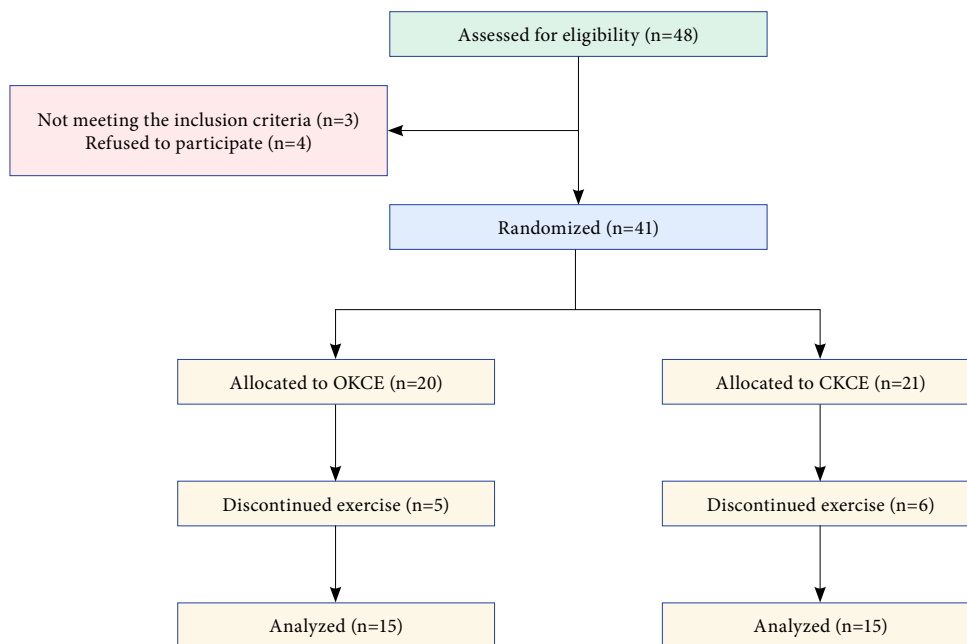 Assessed for eligibility (n=48)
Not meeting the inclusion criteria (n=3)
Refused to participate (n=4)
Randomized (n=41)
Allocated to OKCE (n=20)
Allocated to CKCE (n=21)
Discontinued exercise (n=5)
Discontinued exercise (n=6)
Analyzed (n=15)
Analyzed (n=15)